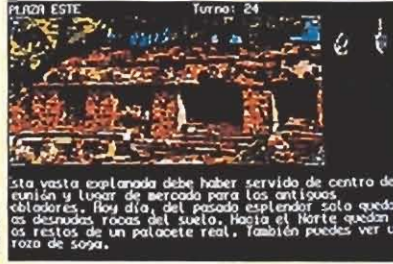 PLAZA ESTE Turno: 24
sta vasta explanada debe haber servido de centro de
eunión y lugar de mercado para los antiguos
obladores. Hoy día, del pasado esplendor solo queda
as desnudas rocas del suelo. Hacia el Norte quedan
os restos de un palacete real. También puedes ver u
rozo de soga.